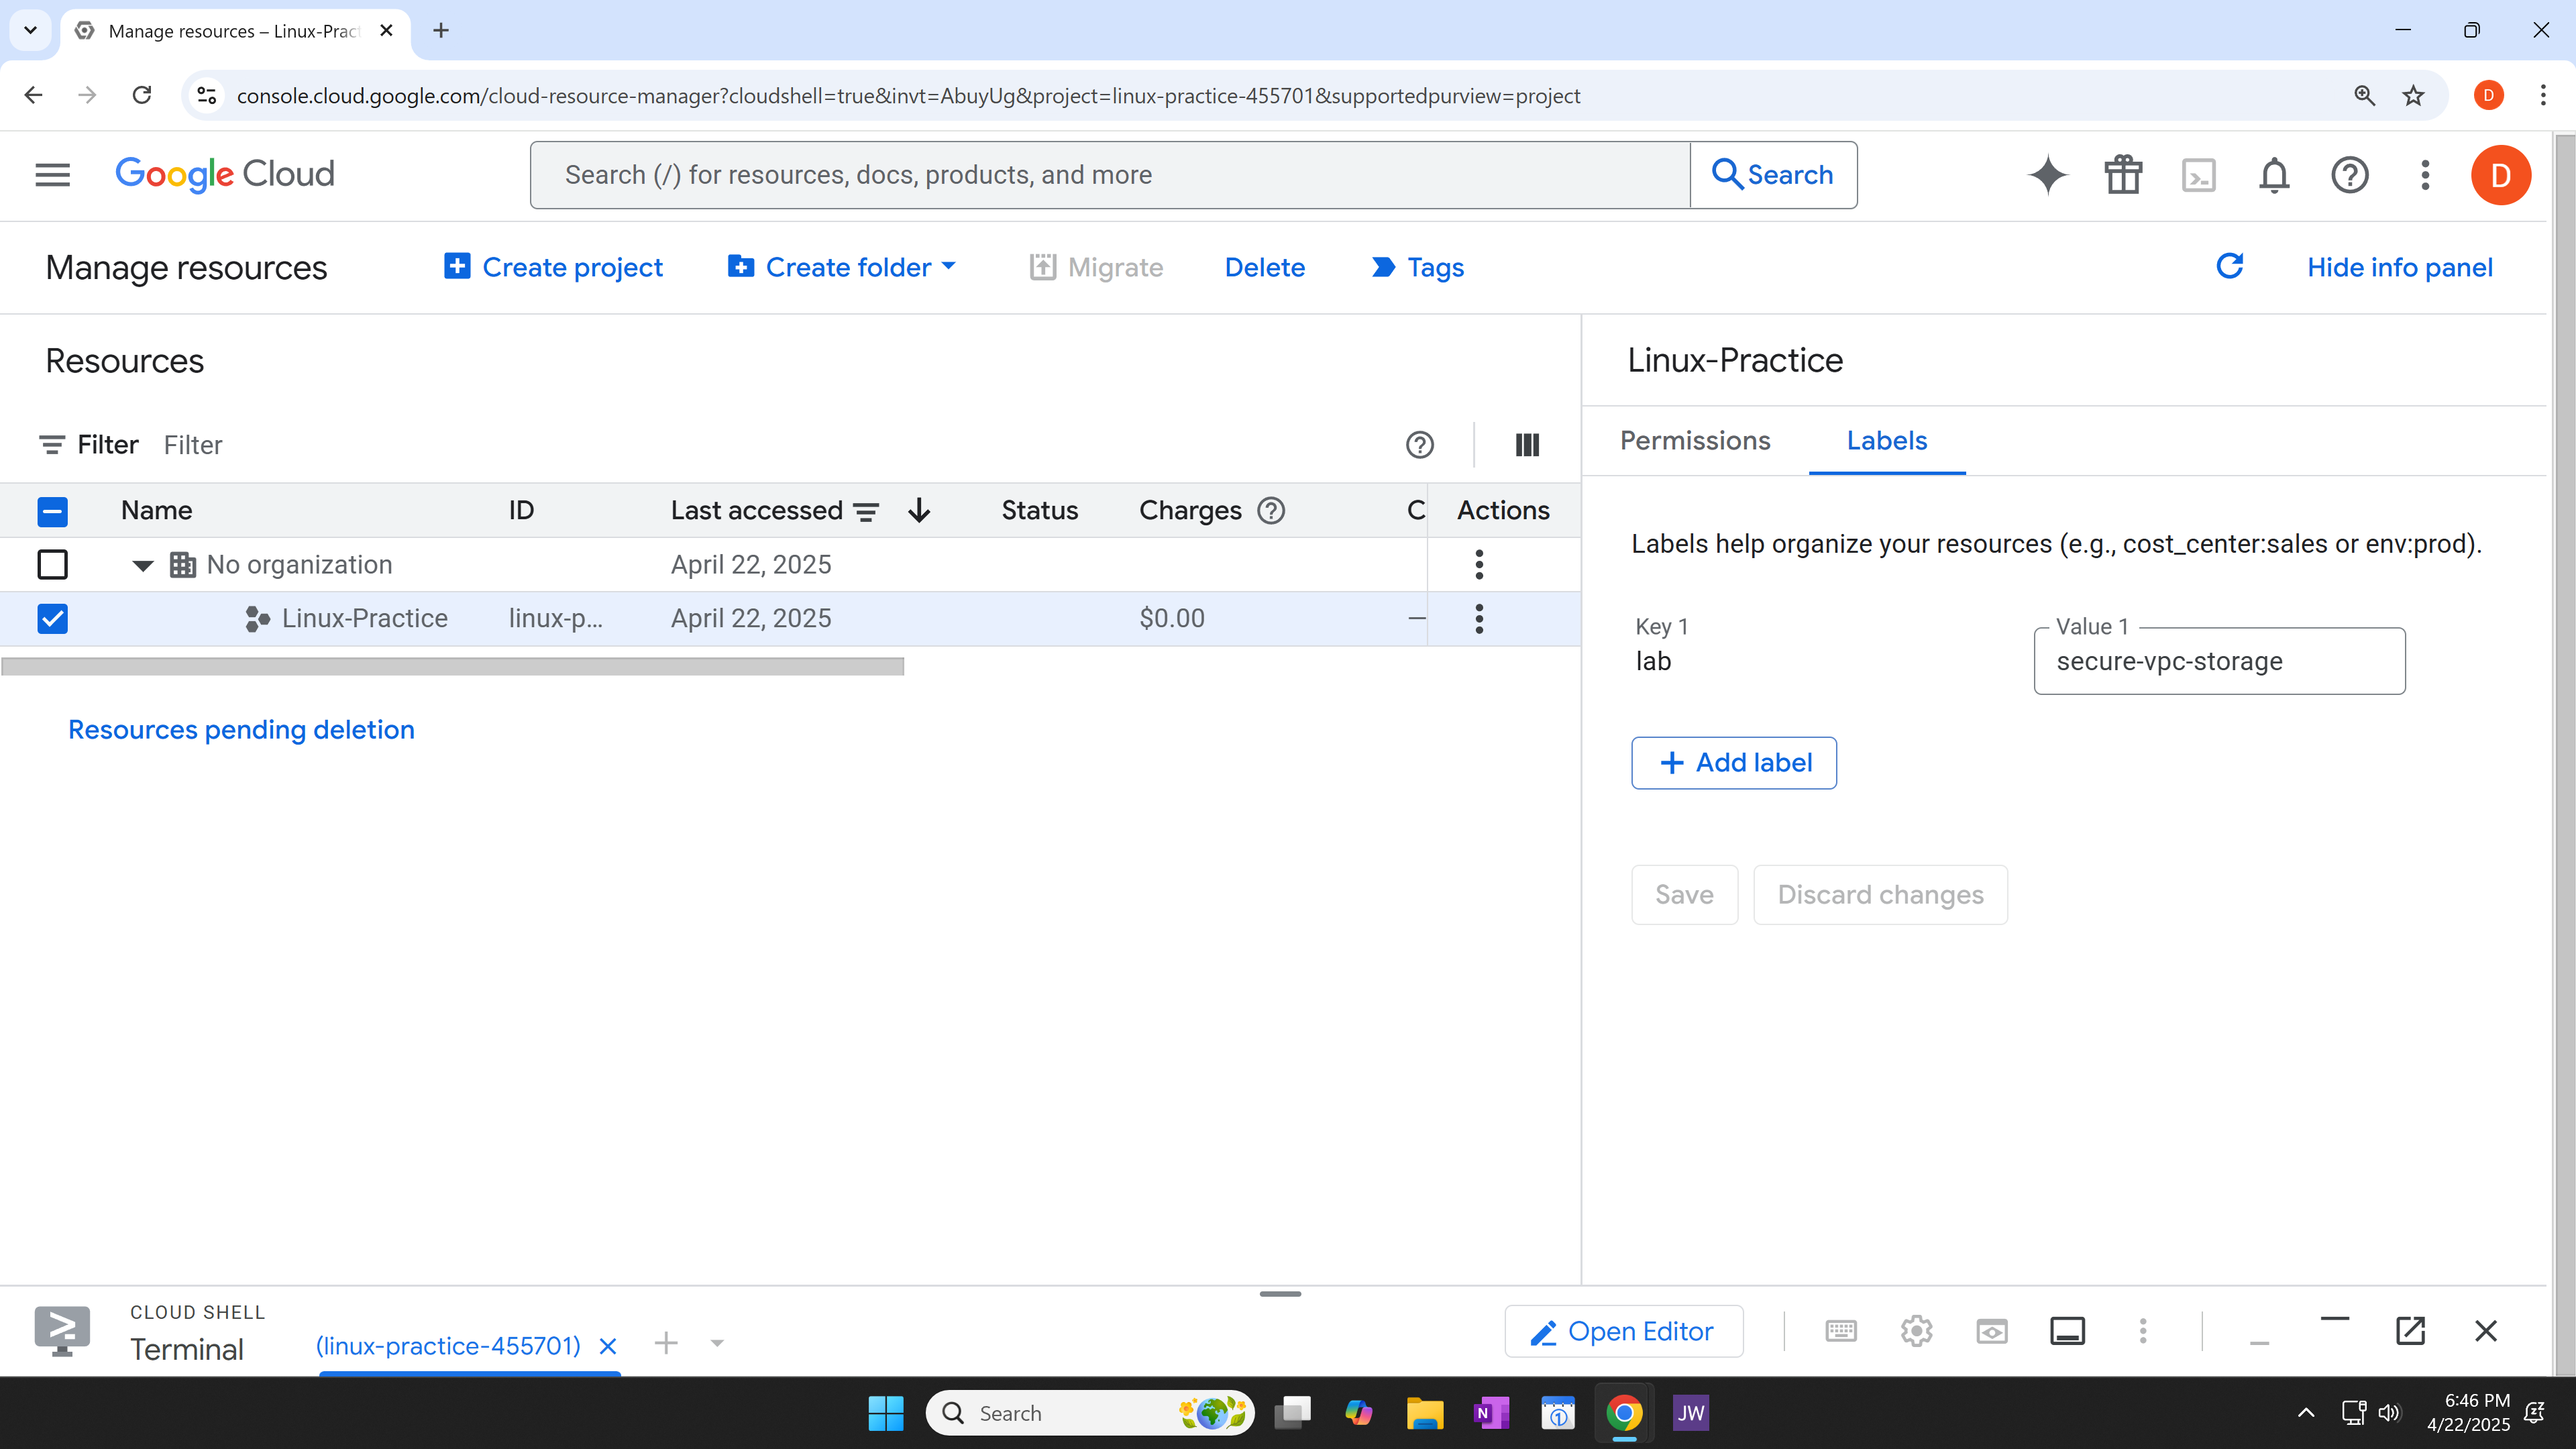 Manage resources – Linux-Prac
console.cloud.google.com/cloud-resource-manager?cloudshell=true&invt=AbuyUg&project=linux-practice-455701&supportedpurview=project
D
Google Cloud
Search (/) for resources, docs, products, and more
Search
D
Manage resources
Create project
Create folder
Migrate
Delete
Tags
Hide info panel
Resources
Filter Filter
Name ID Last accessed Status Charges C Actions
No organization April 22, 2025
Linux-Practice linux-p... April 22, 2025 $0.00 —
Resources pending deletion
Linux-Practice
Permissions Labels
Labels help organize your resources (e.g., cost_center:sales or env:prod).
Key 1
lab
Value 1
secure-vpc-storage
Add label
Save Discard changes
CLOUD SHELL
Terminal
(linux-practice-455701)
Open Editor
Search
N
1
JW
6:46 PM
4/22/2025